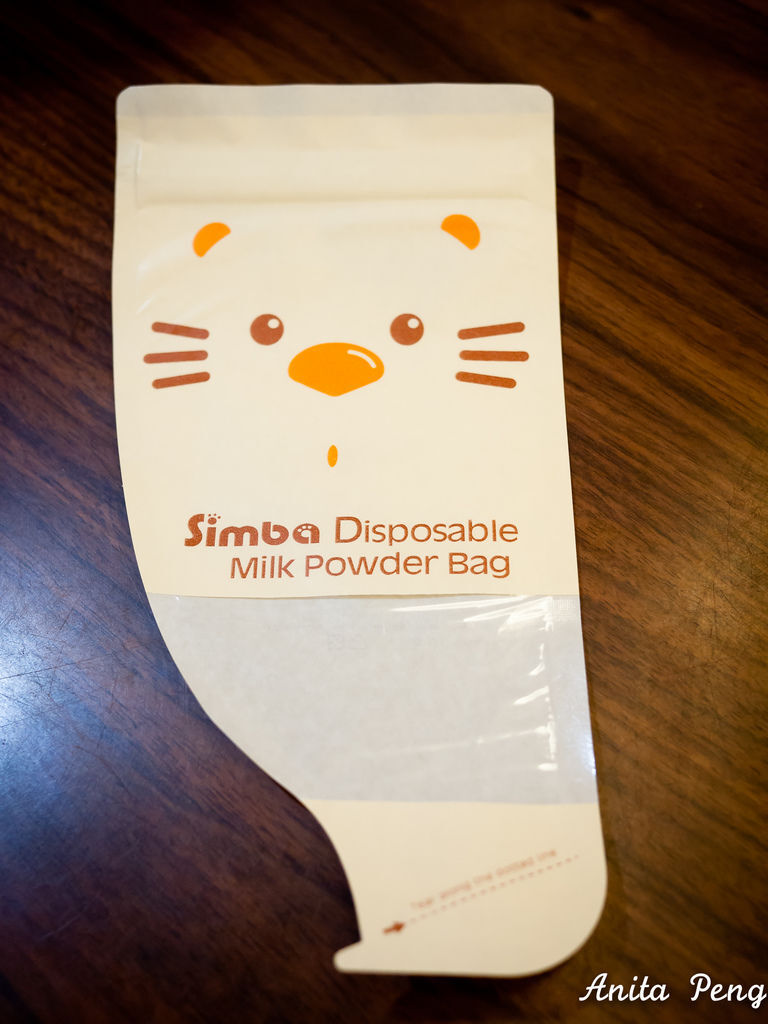 Simba Disposable
Milk Powder Bag
Tear along the dotted line
Anita Peng